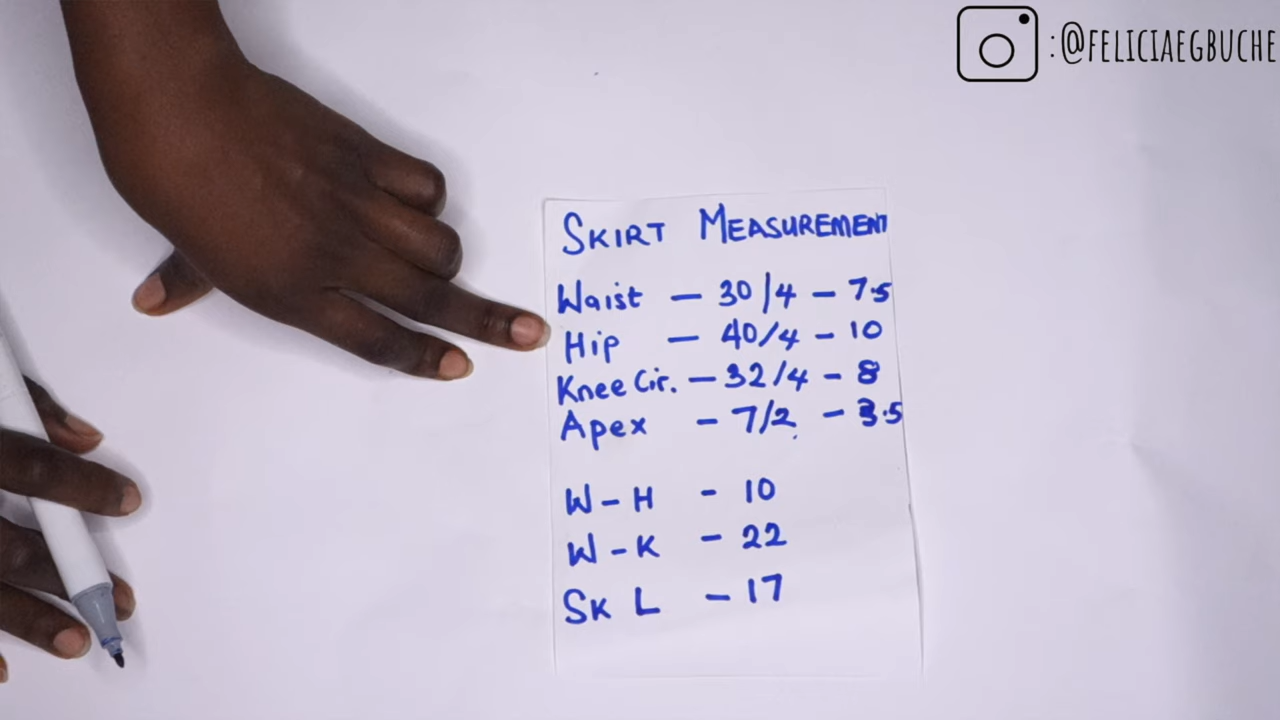 :@FELICIAEGBUCHE
SKIRT MEASUREMENT
Waist – 30/4 – 7.5
Hip – 40/4 – 10
Knee Cir. – 32/4 – 8
Apex – 7/2 – 3.5
W – H – 10
W – K – 22
SK L – 17